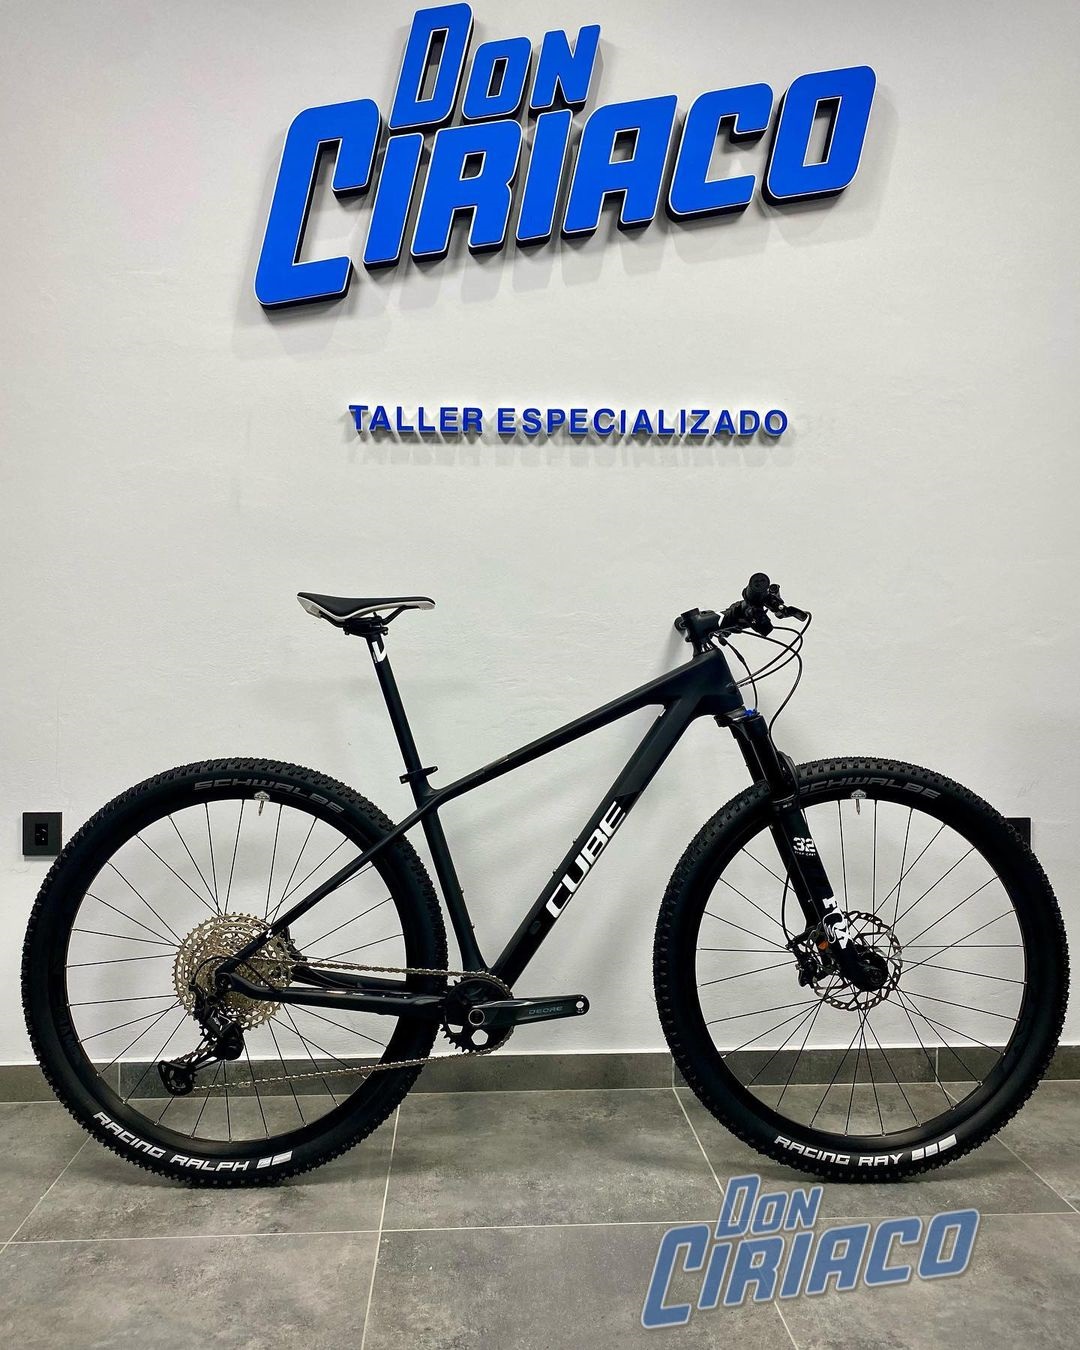 DON
CIRIACO
TALLER ESPECIALIZADO
SCHWALBE
SCHWALBE
CUBE
32
FOX
DEORE
RACING RALPH
RACING RAY
DON
CIRIACO